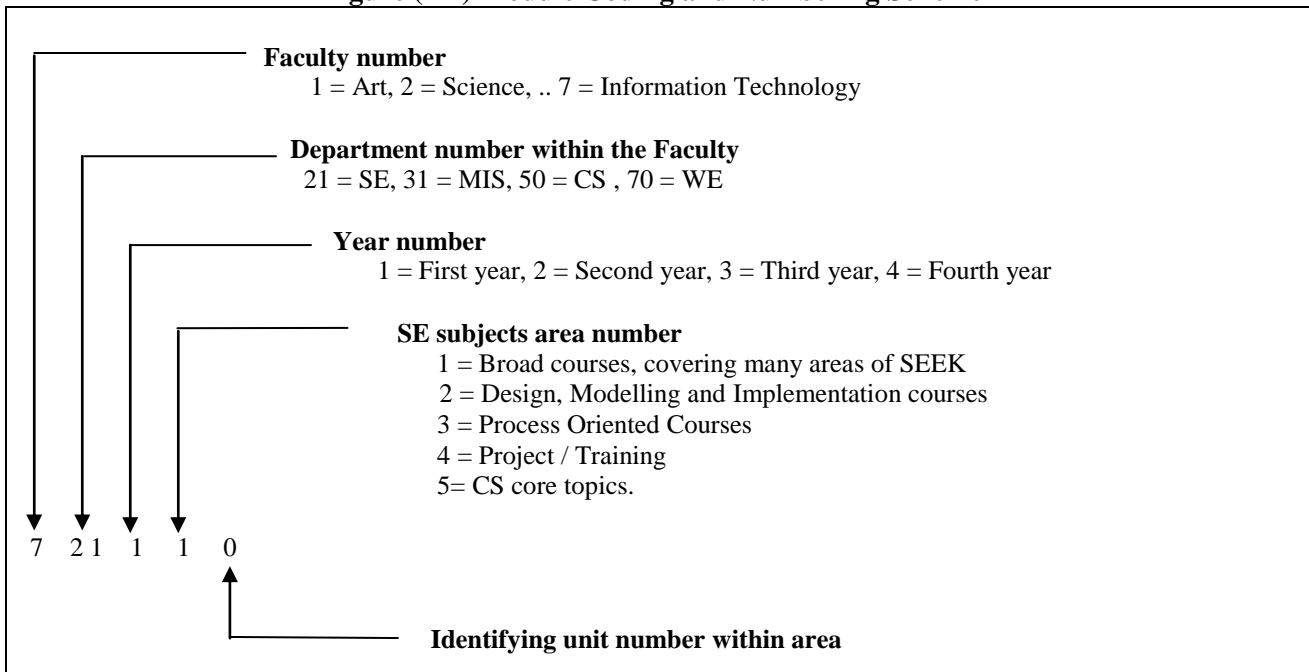 Faculty number
1 = Art, 2 = Science, .. 7 = Information Technology
Department number within the Faculty
21 = SE, 31 = MIS, 50 = CS , 70 = WE
Year number
1 = First year, 2 = Second year, 3 = Third year, 4 = Fourth year
SE subjects area number
1 = Broad courses, covering many areas of SEEK
2 = Design, Modelling and Implementation courses
3 = Process Oriented Courses
4 = Project / Training
5= CS core topics.
7 2 1 1 1 0
Identifying unit number within area